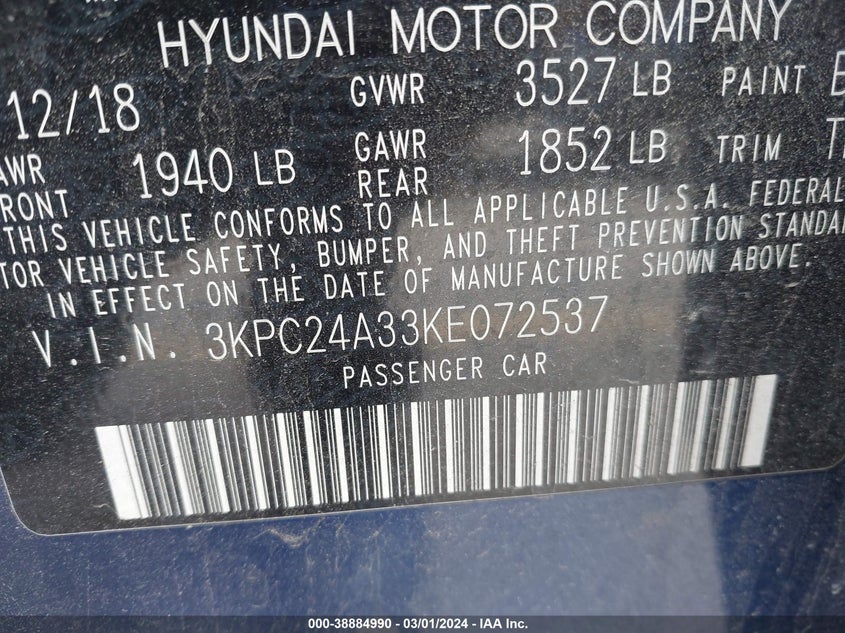 HYUNDAI MOTOR COMPANY
12/18 GVWR 3527 LB PAINT
1940 LB GAWR REAR 1852 LB TRIM
THIS VEHICLE CONFORMS TO ALL APPLICABLE U.S.A. FEDERAL
VEHICLE SAFETY, BUMPER, AND THEFT PREVENTION
IN EFFECT ON THE DATE OF MANUFACTURE SHOWN ABOVE.
V.I.N. 3KPC24A33KE072537
PASSENGER CAR
000-38884990 - 03/01/2024 - IAA Inc.